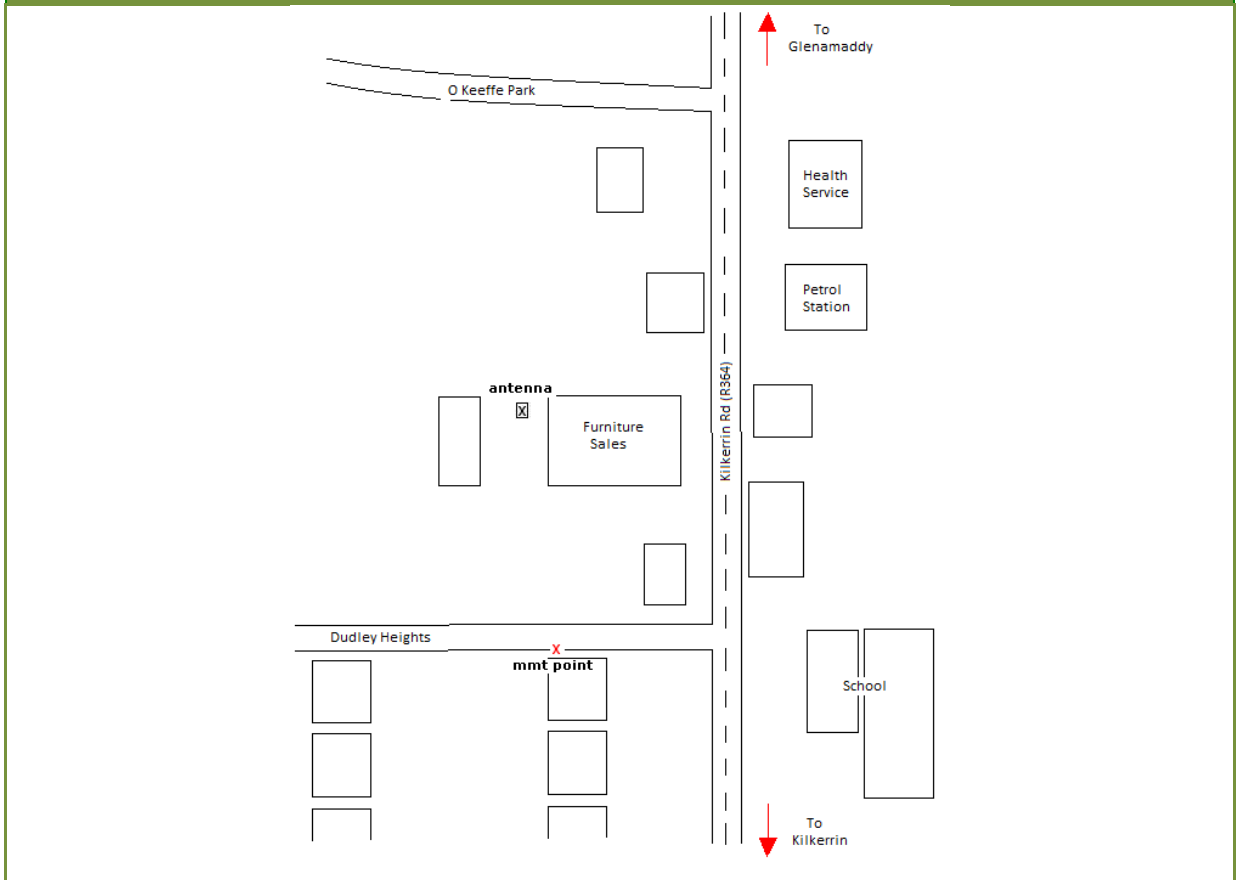 To
Glenamaddy
O Keeffe Park
Health
Service
Petrol
Station
Kilkerrin Rd (R364)
antenna
X
Furniture
Sales
Dudley Heights
X
mmt point
School
To
Kilkerrin